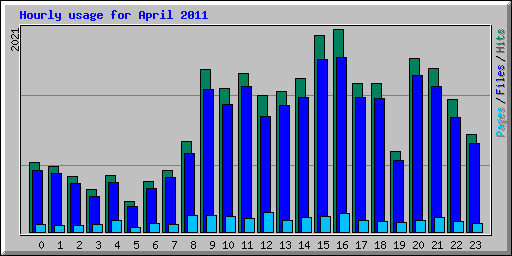 Hourly usage for April 2011
2021
Pages / Files / Hits
0 1 2 3 4 5 6 7 8 9 10 11 12 13 14 15 16 17 18 19 20 21 22 23